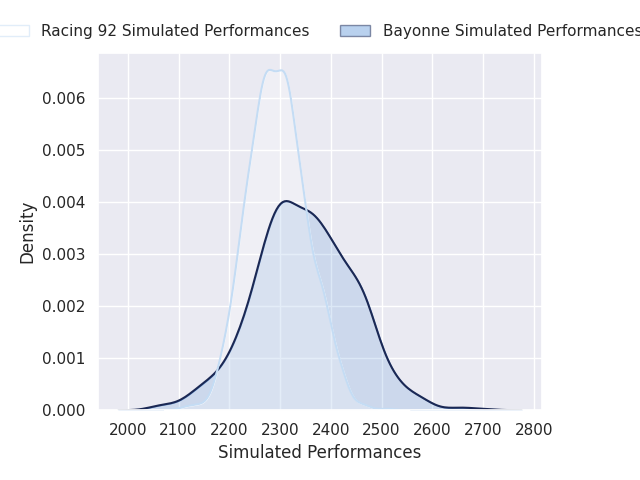 Racing 92 Simulated Performances Bayonne Simulated Performances
0.006
0.005
0.004
0.003
0.002
0.001
0.000
Density
2000 2100 2200 2300 2400 2500 2600 2700 2800
Simulated Performances